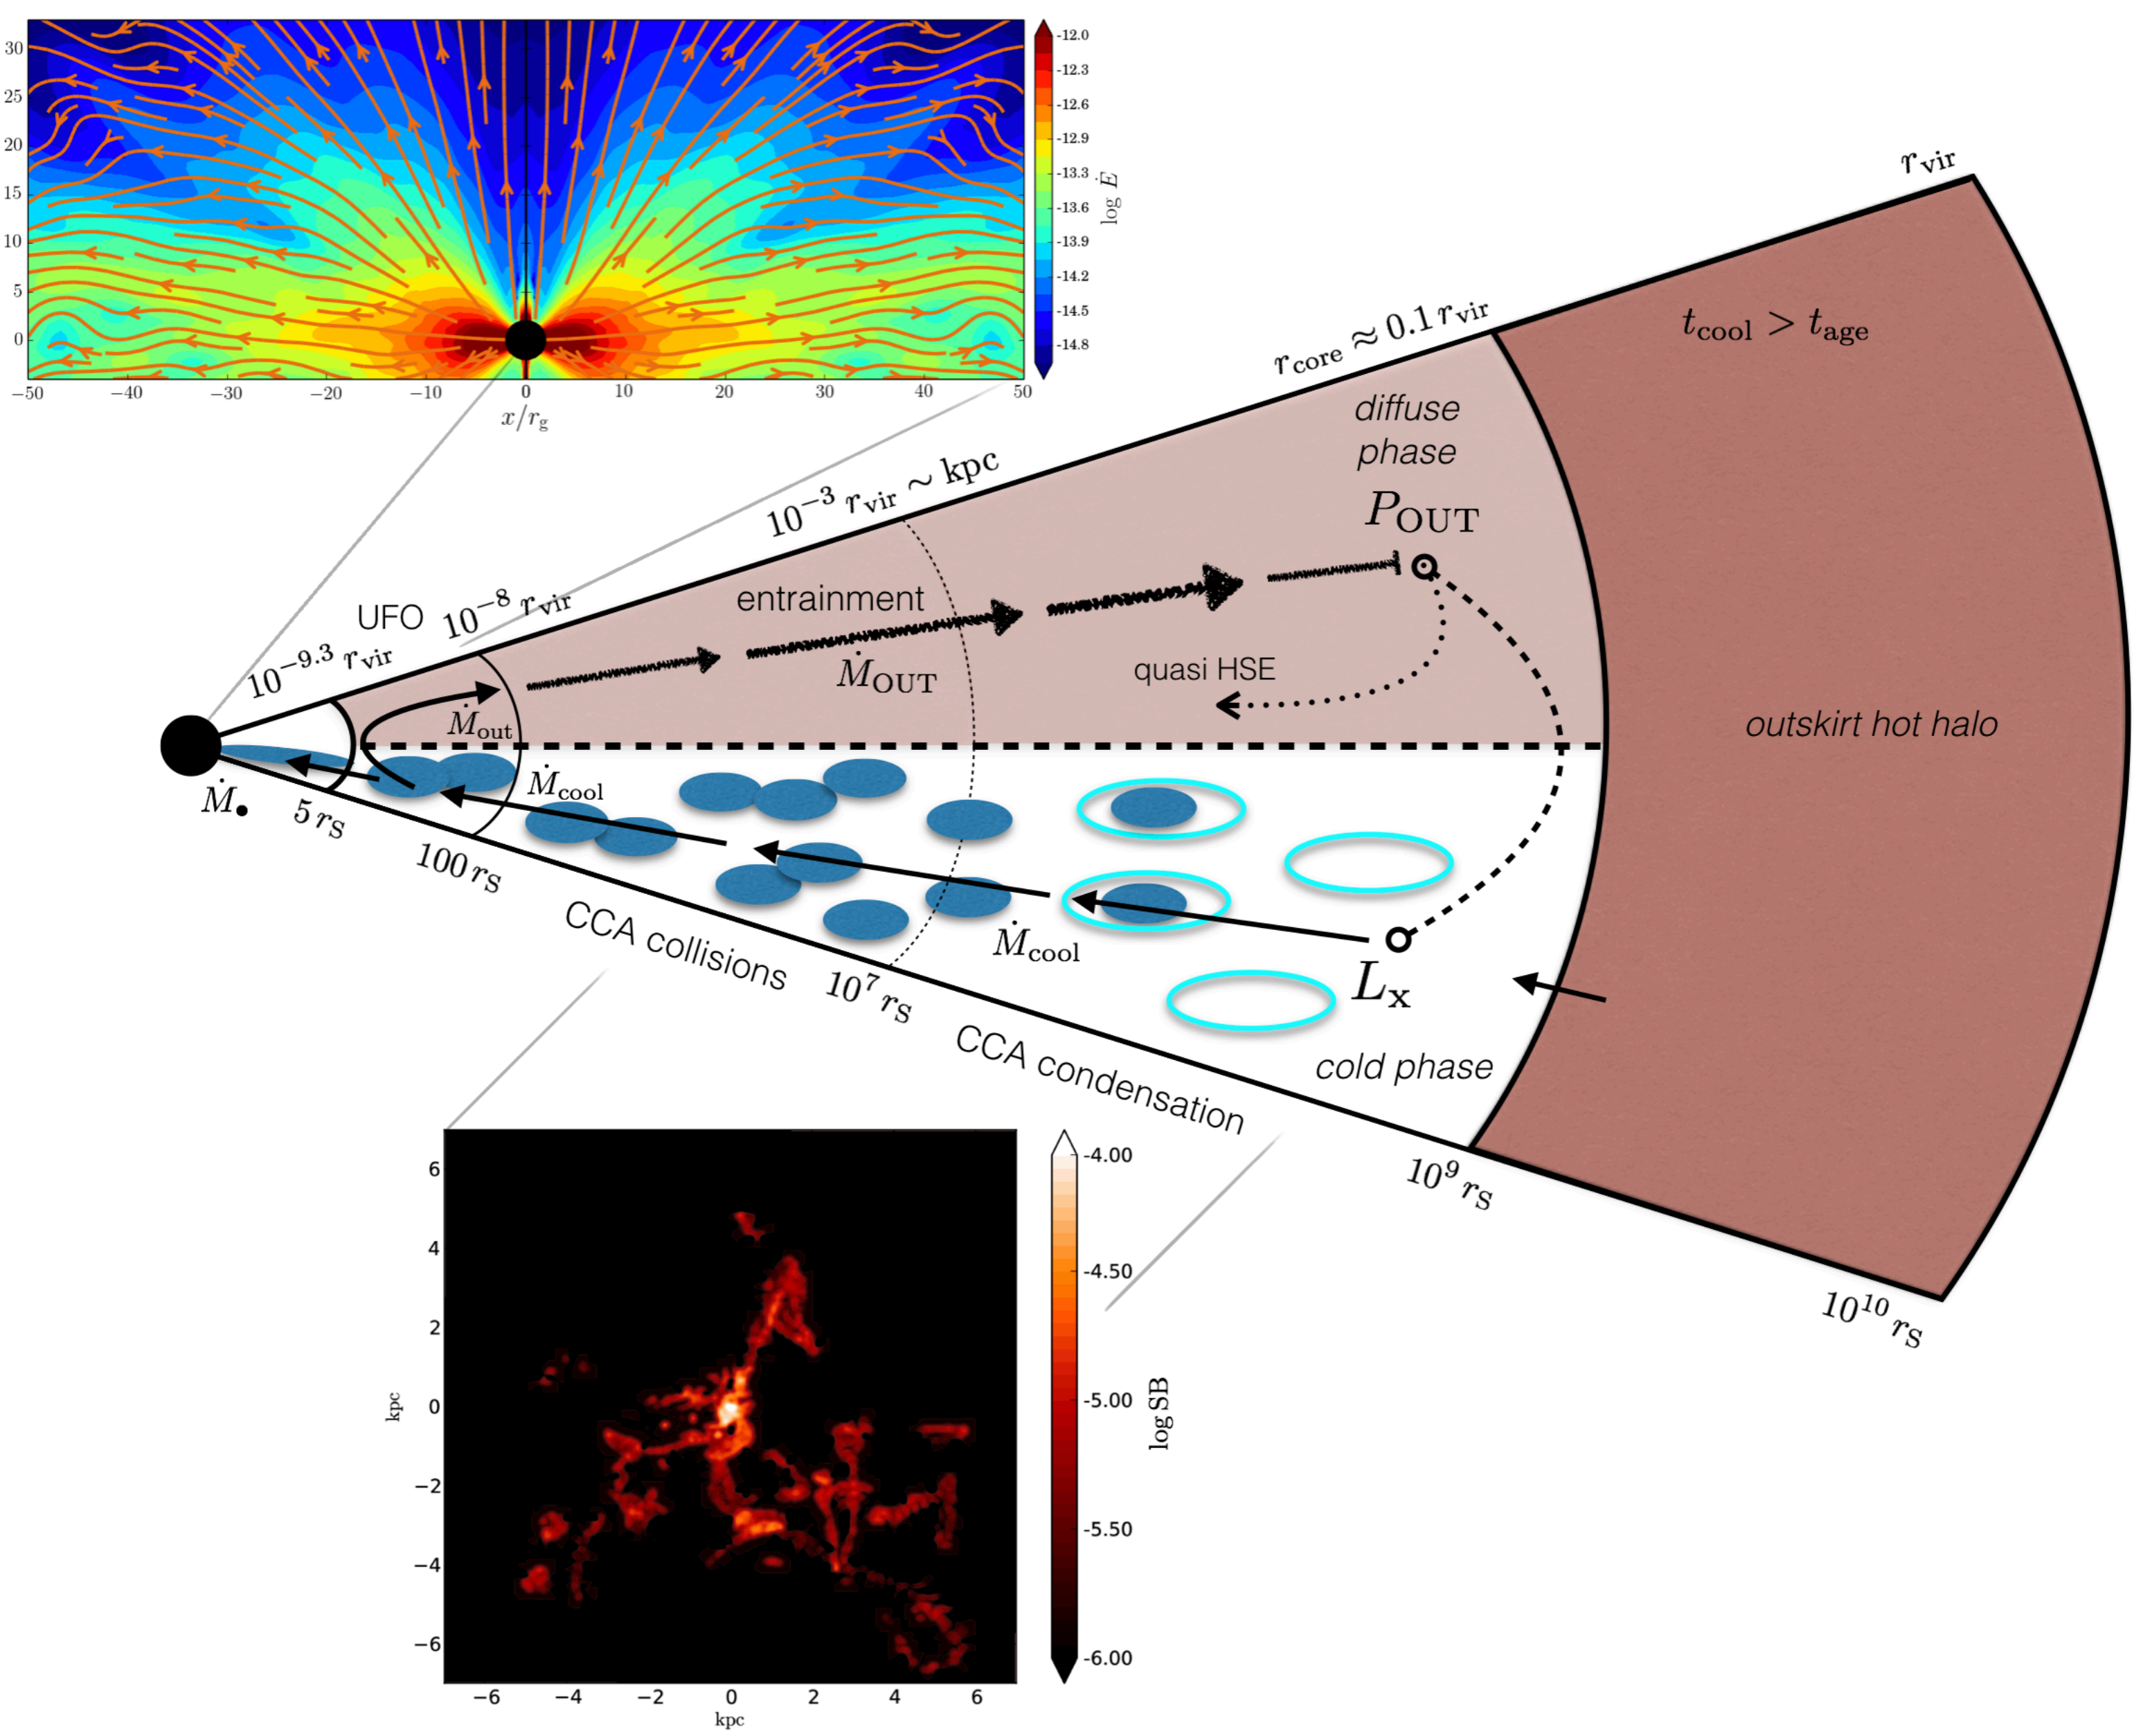 30
25
20
15
10
5
0
−50 −40 −30 −20 −10 0 10 20 30 40 50
x/r_g
-12.0
-12.3
-12.6
-12.9
-13.3
-13.6
-13.9
-14.2
-14.5
-14.8
log Ė
r_vir
r_core ≈ 0.1 r_vir
t_cool > t_age
diffuse
phase
10^−3 r_vir ~ kpc
P_OUT
UFO
10^−8 r_vir
entrainment
10^−9.3 r_vir
Ṁ_OUT
quasi HSE
Ṁ_out
outskirt hot halo
Ṁ_cool
Ṁ_•
5 r_S
100 r_S
CCA collisions
10^7 r_S
Ṁ_cool
L_x
CCA condensation
cold phase
10^9 r_S
10^10 r_S
6
4
2
0
−2
−4
−6
kpc
−6 −4 −2 0 2 4 6
kpc
-4.00
-4.50
-5.00
-5.50
-6.00
log SB